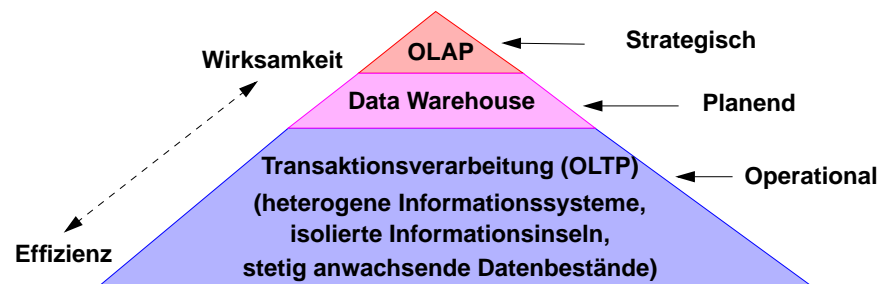 OLAP
Strategisch
Wirksamkeit
Data Warehouse
Planend
Transaktionsverarbeitung (OLTP)
Operational
(heterogene Informationssysteme,
isolierte Informationsinseln,
Effizienz
stetig anwachsende Datenbestände)